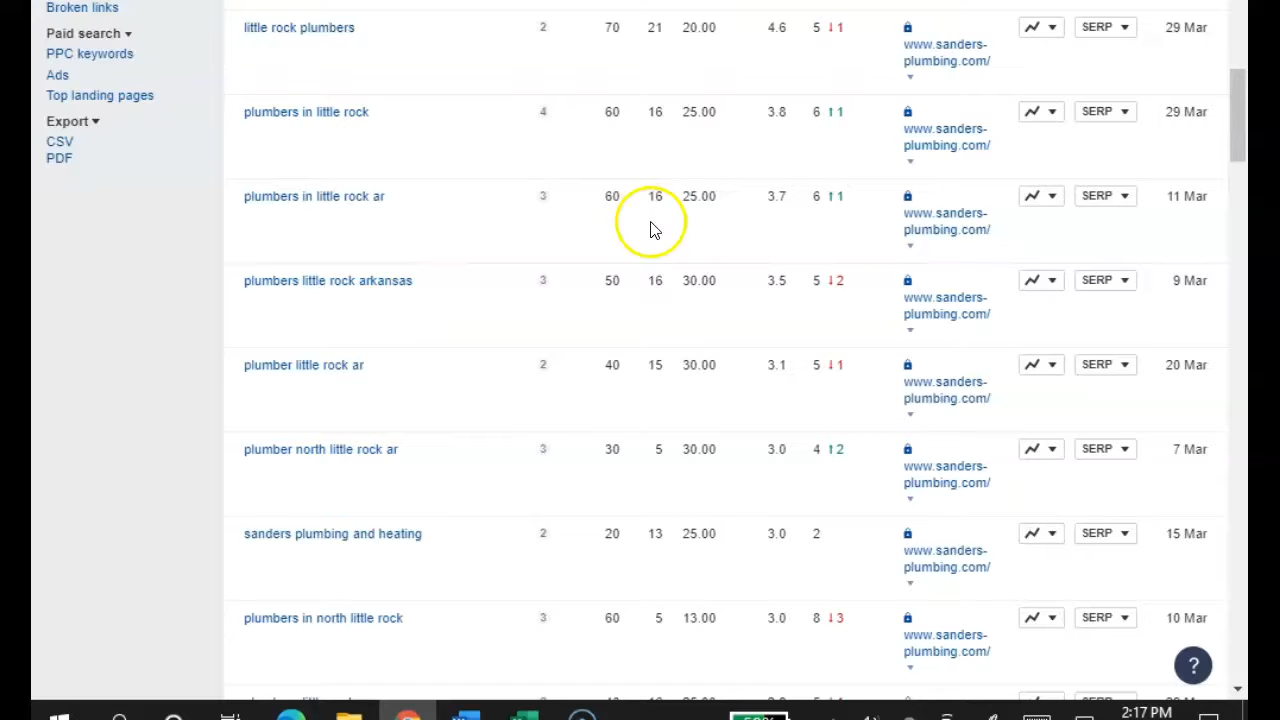 Broken links
Paid search
PPC keywords
Ads
Top landing pages
Export
CSV
PDF
little rock plumbers 2 70 21 20.00 4.6 5 ↓1 www.sanders- SERP 29 Mar
plumbing.com/
plumbers in little rock 4 60 16 25.00 3.8 6 ↑1 www.sanders- SERP 29 Mar
plumbing.com/
plumbers in little rock ar 3 60 16 25.00 3.7 6 ↑1 www.sanders- SERP 11 Mar
plumbing.com/
plumbers little rock arkansas 3 50 16 30.00 3.5 5 ↓2 www.sanders- SERP 9 Mar
plumbing.com/
plumber little rock ar 2 40 15 30.00 3.1 5 ↓1 www.sanders- SERP 20 Mar
plumbing.com/
plumber north little rock ar 3 30 5 30.00 3.0 4 ↑2 www.sanders- SERP 7 Mar
plumbing.com/
sanders plumbing and heating 2 20 13 25.00 3.0 2 www.sanders- SERP 15 Mar
plumbing.com/
plumbers in north little rock 3 60 5 13.00 3.0 8 ↓3 www.sanders- SERP 10 Mar
plumbing.com/
?
2:17 PM